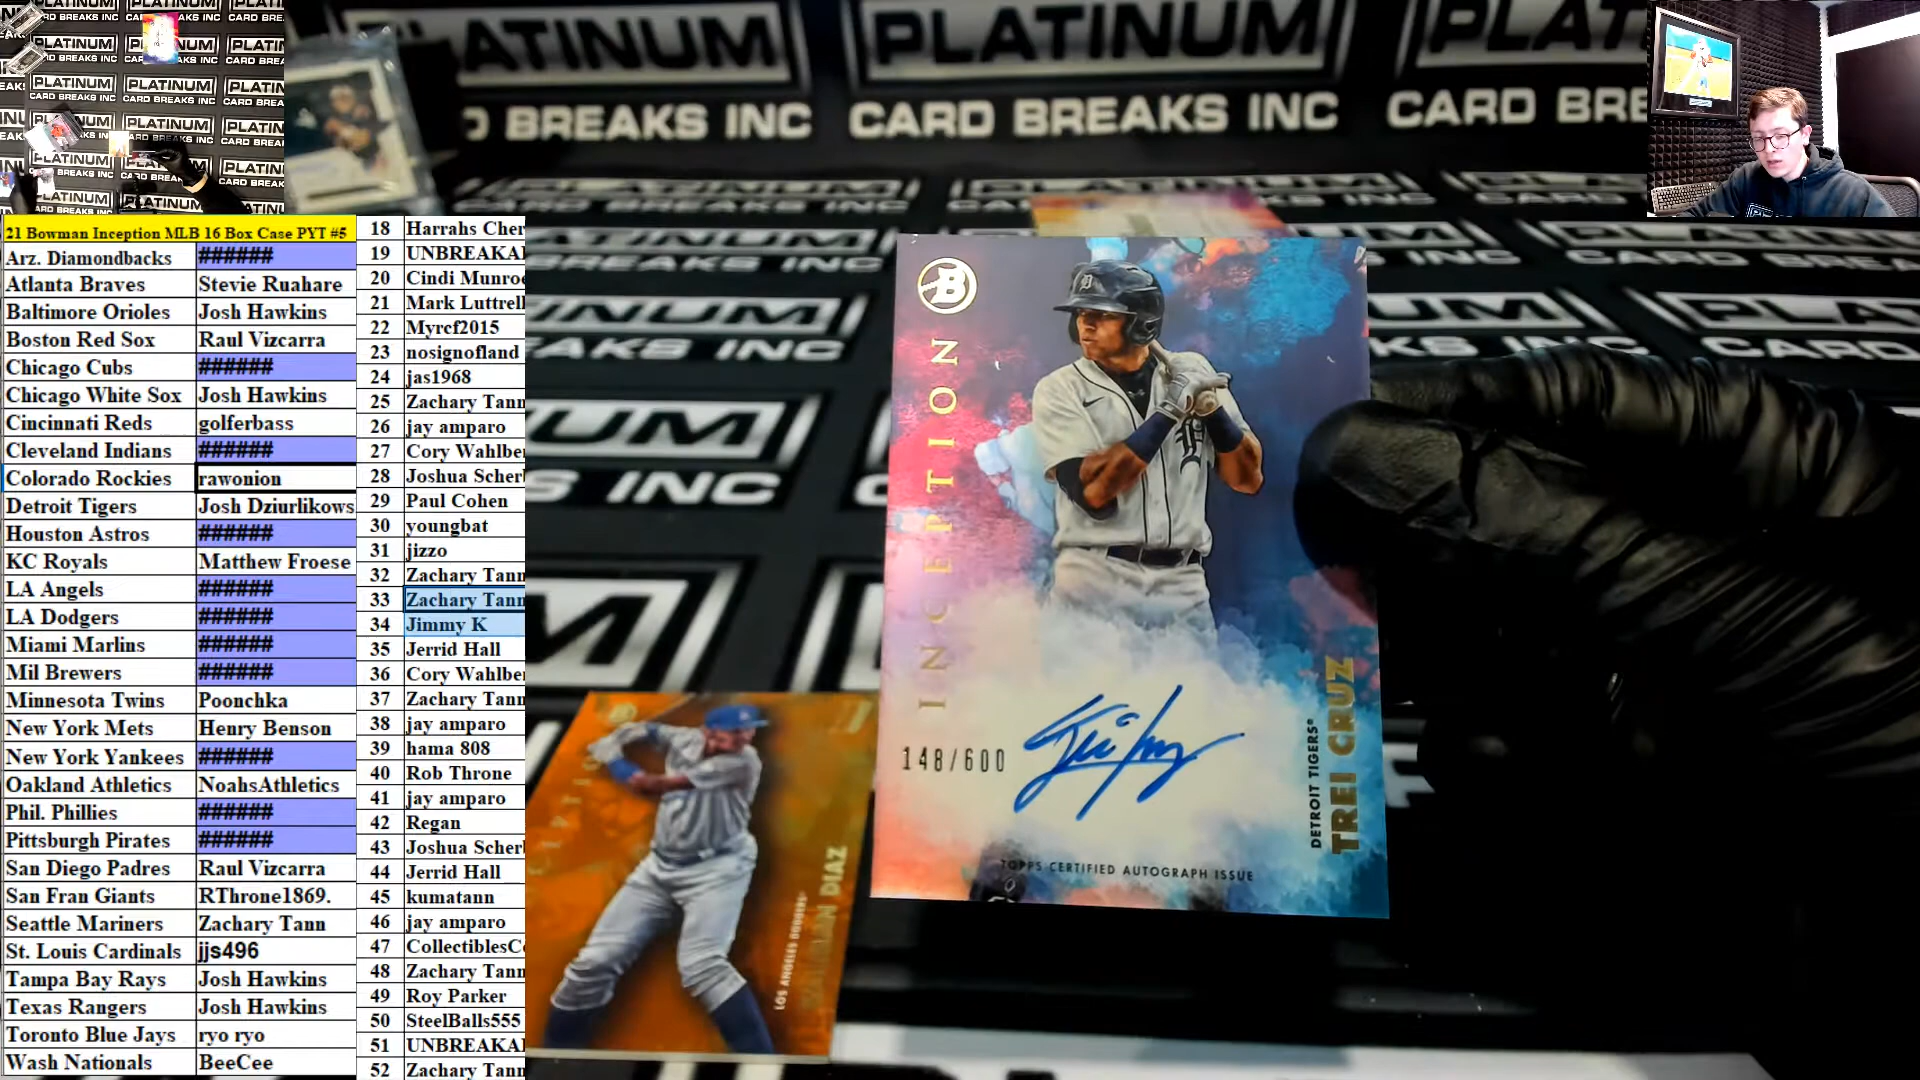 21 Bowman Inception MLB 16 Box Case PYT #5
Arz. Diamondbacks ######
Atlanta Braves Stevie Ruahare
Baltimore Orioles Josh Hawkins
Boston Red Sox Raul Vizcarra
Chicago Cubs ######
Chicago White Sox Josh Hawkins
Cincinnati Reds golferbass
Cleveland Indians ######
Colorado Rockies rawonion
Detroit Tigers Josh Dziurlikows
Houston Astros ######
KC Royals Matthew Froese
LA Angels ######
LA Dodgers ######
Miami Marlins ######
Mil Brewers ######
Minnesota Twins Poonchka
New York Mets Henry Benson
New York Yankees ######
Oakland Athletics NoahsAthletics
Phil. Phillies ######
Pittsburgh Pirates ######
San Diego Padres Raul Vizcarra
San Fran Giants RThrone1869.
Seattle Mariners Zachary Tann
St. Louis Cardinals jjs496
Tampa Bay Rays Josh Hawkins
Texas Rangers Josh Hawkins
Toronto Blue Jays ryo ryo
Wash Nationals BeeCee
18 Harrahs Cher
19 UNBREAKA
20 Cindi Munroe
21 Mark Luttrell
22 Myrcf2015
23 nosignofland
24 jas1968
25 Zachary Tann
26 jay amparo
27 Cory Wahlber
28 Joshua Scher
29 Paul Cohen
30 youngbat
31 jizzo
32 Zachary Tann
33 Zachary Tann
34 Jimmy K
35 Jerrid Hall
36 Cory Wahlber
37 Zachary Tann
38 jay amparo
39 hama 808
40 Rob Throne
41 jay amparo
42 Regan
43 Joshua Scher
44 Jerrid Hall
45 kumatann
46 jay amparo
47 CollectiblesCo
48 Zachary Tann
49 Roy Parker
50 SteelBalls555
51 UNBREAKA
52 Zachary Tann
PLATINUM
CARD BREAKS INC
B
INCEPTION
148/600
TOPPS CERTIFIED AUTOGRAPH ISSUE
DETROIT TIGERS®
TREI CRUZ
LOS ANGELES DODGERS®
DIAZ